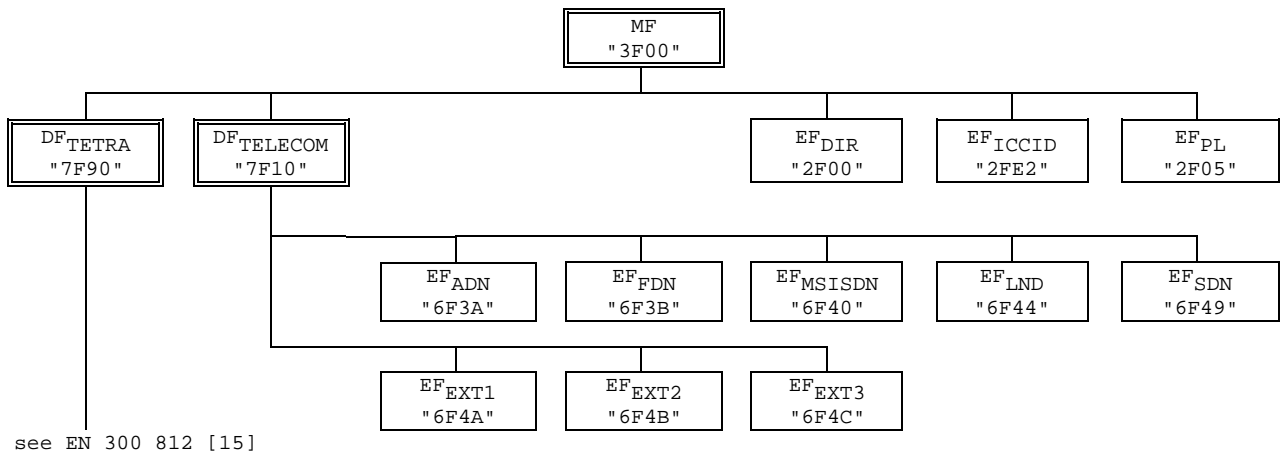 MF
"3F00"
DFTETRA
"7F90"
DFTELECOM
"7F10"
EFDIR
"2F00"
EFICCID
"2FE2"
EFPL
"2F05"
EFADN
"6F3A"
EFFDN
"6F3B"
EFMSISDN
"6F40"
EFLND
"6F44"
EFSDN
"6F49"
EFEXT1
"6F4A"
EFEXT2
"6F4B"
EFEXT3
"6F4C"
see EN 300 812 [15]